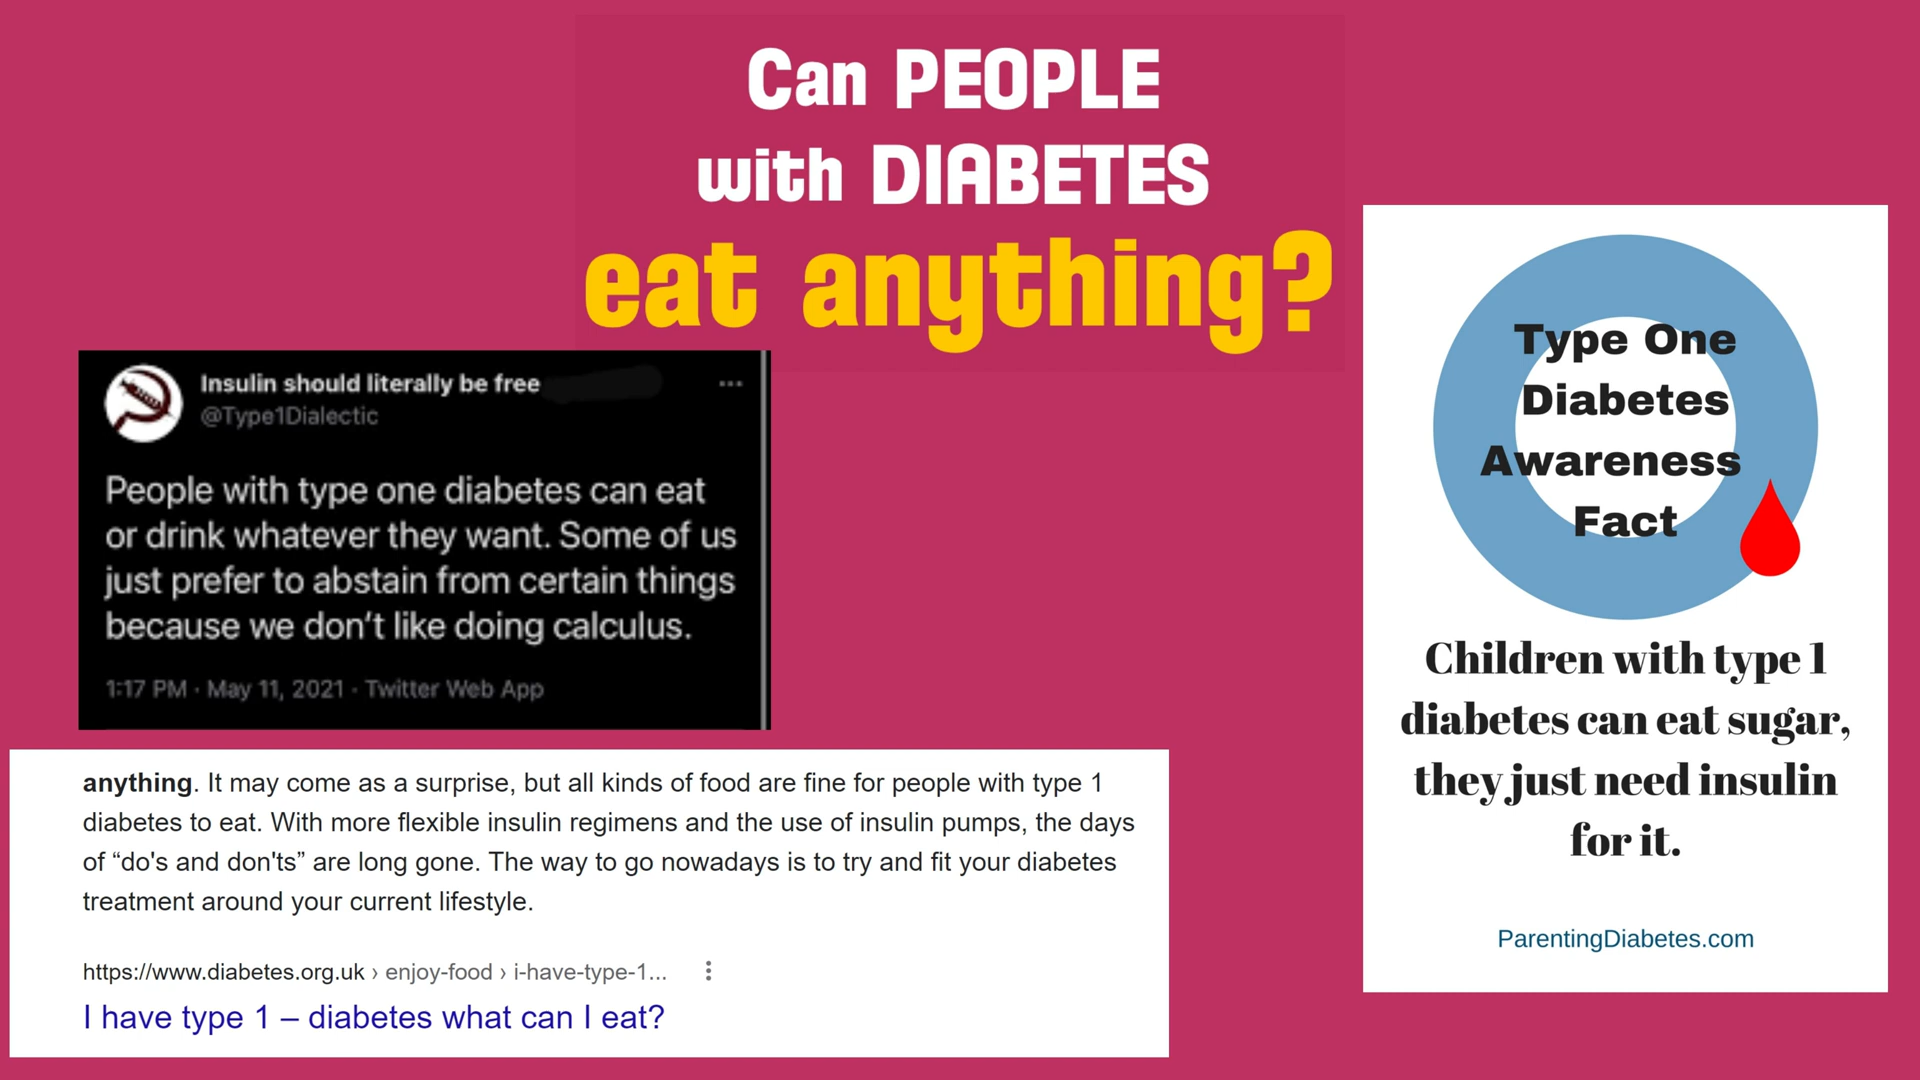 Can PEOPLE
with DIABETES
eat anything?
Insulin should literally be free
@Type1Dialectic
People with type one diabetes can eat
or drink whatever they want. Some of us
just prefer to abstain from certain things
because we don't like doing calculus.
1:17 PM · May 11, 2021 · Twitter Web App
anything. It may come as a surprise, but all kinds of food are fine for people with type 1
diabetes to eat. With more flexible insulin regimens and the use of insulin pumps, the days
of “do's and don'ts” are long gone. The way to go nowadays is to try and fit your diabetes
treatment around your current lifestyle.
https://www.diabetes.org.uk › enjoy-food › i-have-type-1...
I have type 1 – diabetes what can I eat?
Type One
Diabetes
Awareness
Fact
Children with type 1
diabetes can eat sugar,
they just need insulin
for it.
ParentingDiabetes.com